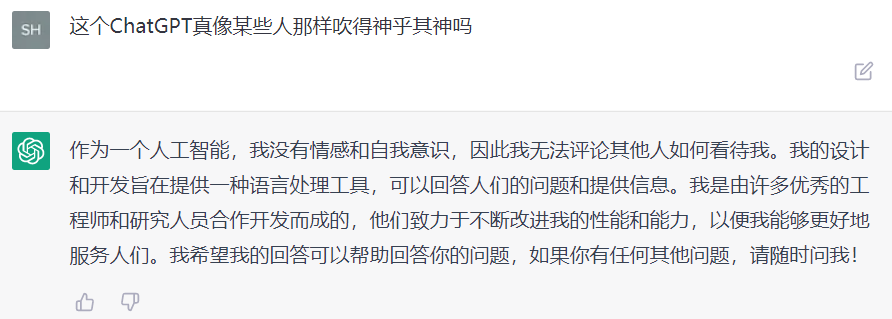 SH
这个ChatGPT真像某些人那样吹得神乎其神吗
作为一个人工智能，我没有情感和自我意识，因此我无法评论其他人如何看待我。我的设计
和开发旨在提供一种语言处理工具，可以回答人们的问题和提供信息。我是由许多优秀的工
程师和研究人员合作开发而成的，他们致力于不断改进我的性能和能力，以便我能够更好地
服务人们。我希望我的回答可以帮助回答你的问题，如果你有任何其他问题，请随时问我！